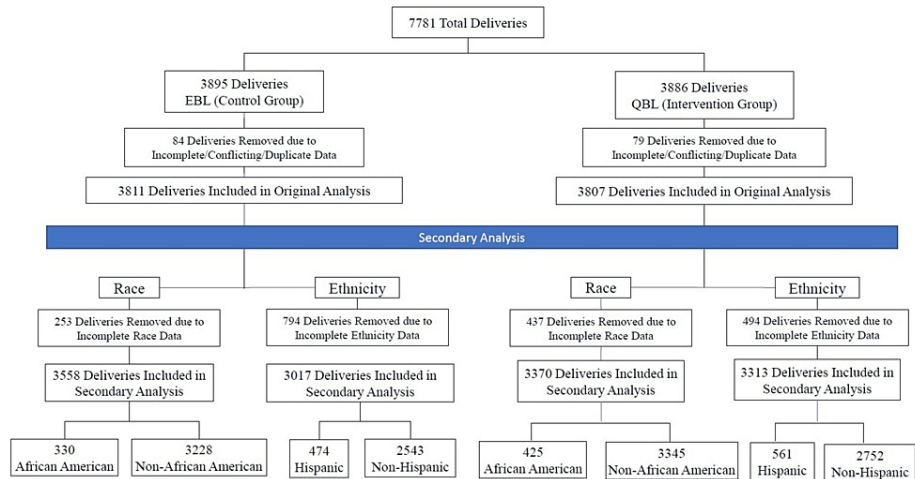 7781 Total Deliveries
3895 Deliveries
EBL (Control Group)
3886 Deliveries
QBL (Intervention Group)
84 Deliveries Removed due to
Incomplete/Conflicting/Duplicate Data
79 Deliveries Removed due to
Incomplete/Conflicting/Duplicate Data
3811 Deliveries Included in Original Analysis
3807 Deliveries Included in Original Analysis
Secondary Analysis
Race
Ethnicity
Race
Ethnicity
253 Deliveries Removed due to
Incomplete Race Data
794 Deliveries Removed due to
Incomplete Ethnicity Data
437 Deliveries Removed due to
Incomplete Race Data
494 Deliveries Removed due to
Incomplete Ethnicity Data
3558 Deliveries Included in
Secondary Analysis
3017 Deliveries Included in
Secondary Analysis
3370 Deliveries Included in
Secondary Analysis
3313 Deliveries Included in
Secondary Analysis
330
African American
3228
Non-African American
474
Hispanic
2543
Non-Hispanic
425
African American
3345
Non-African American
561
Hispanic
2752
Non-Hispanic